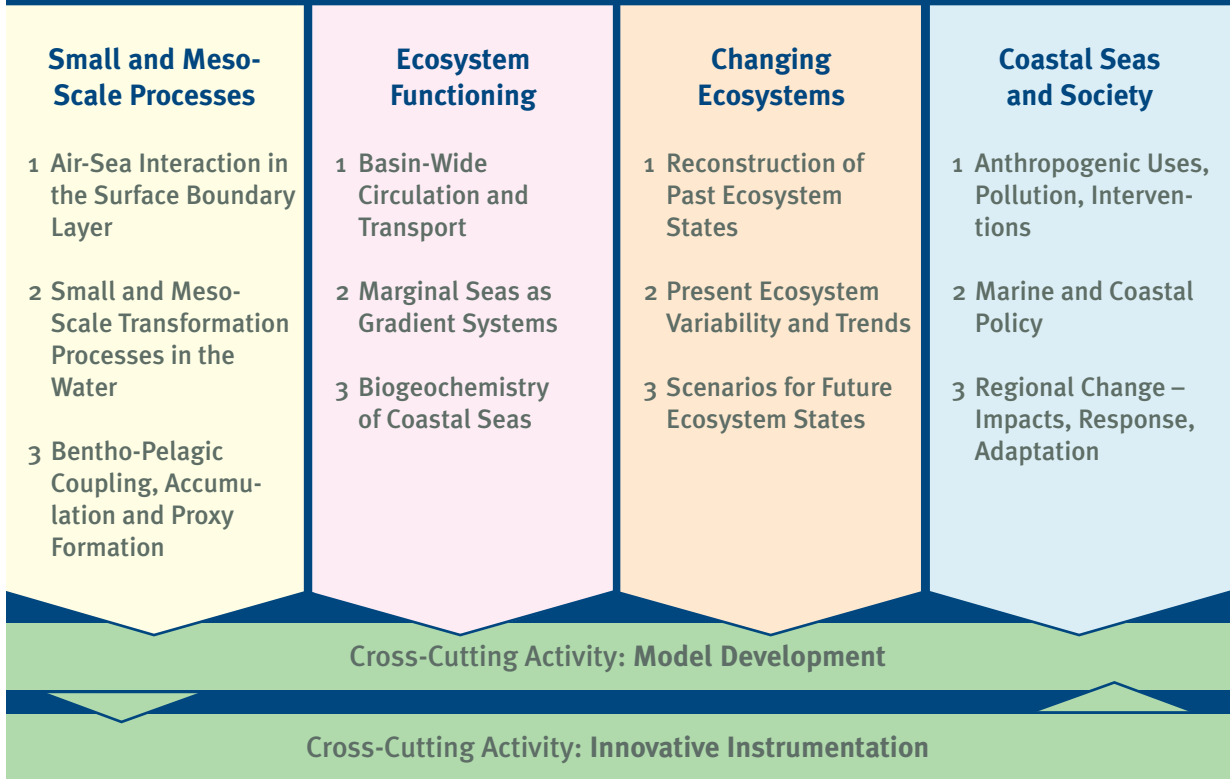 Small and Meso-
Scale Processes
1 Air-Sea Interaction in
the Surface Boundary
Layer
2 Small and Meso-
Scale Transformation
Processes in the
Water
3 Bentho-Pelagic
Coupling, Accumu-
lation and Proxy
Formation
Ecosystem
Functioning
1 Basin-Wide
Circulation and
Transport
2 Marginal Seas as
Gradient Systems
3 Biogeochemistry
of Coastal Seas
Changing
Ecosystems
1 Reconstruction of
Past Ecosystem
States
2 Present Ecosystem
Variability and Trends
3 Scenarios for Future
Ecosystem States
Coastal Seas
and Society
1 Anthropogenic Uses,
Pollution, Interven-
tions
2 Marine and Coastal
Policy
3 Regional Change –
Impacts, Response,
Adaptation
Cross-Cutting Activity: Model Development
Cross-Cutting Activity: Innovative Instrumentation